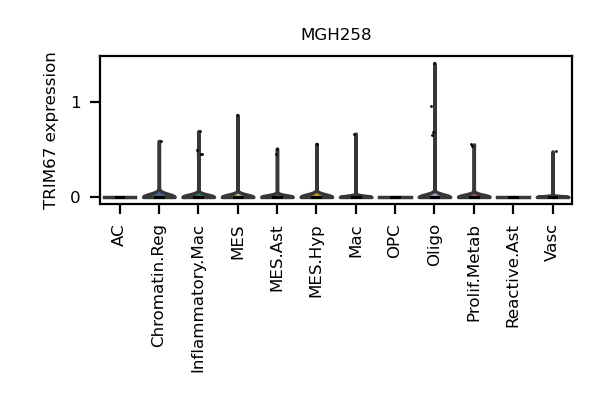 MGH258
TRIM67 expression
1
0
AC
Chromatin.Reg
Inflammatory.Mac
MES
MES.Ast
MES.Hyp
Mac
OPC
Oligo
Prolif.Metab
Reactive.Ast
Vasc